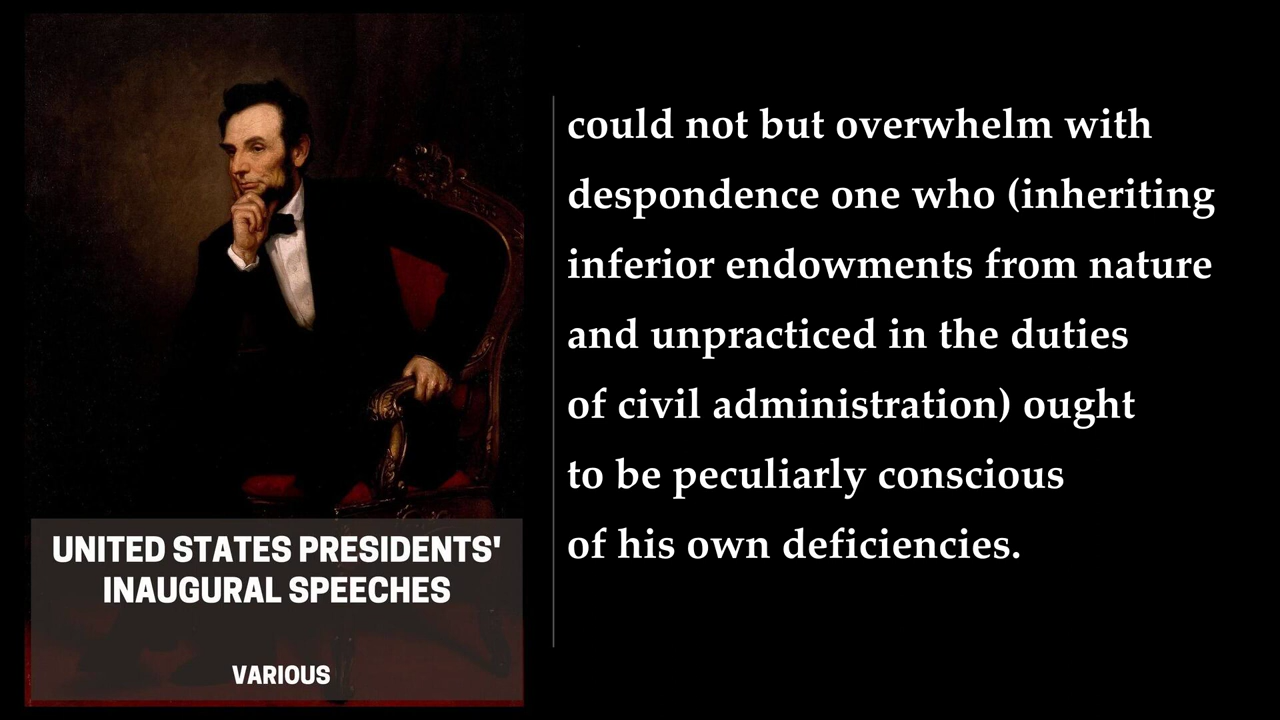 UNITED STATES PRESIDENTS'
INAUGURAL SPEECHES
VARIOUS
could not but overwhelm with
despondence one who (inheriting
inferior endowments from nature
and unpracticed in the duties
of civil administration) ought
to be peculiarly conscious
of his own deficiencies.